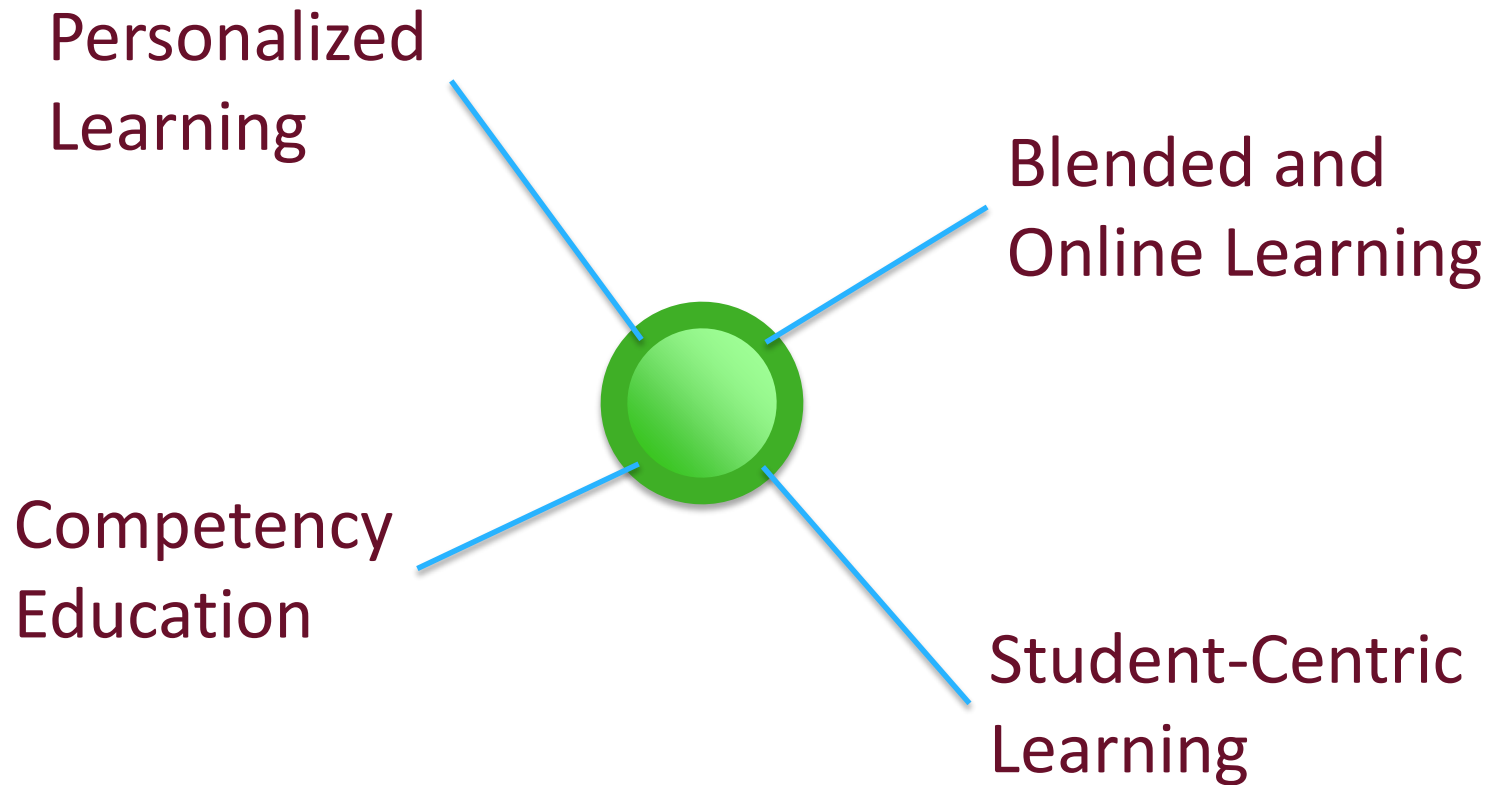 Personalized
Learning
Blended and
Online Learning
Competency
Education
Student-Centric
Learning